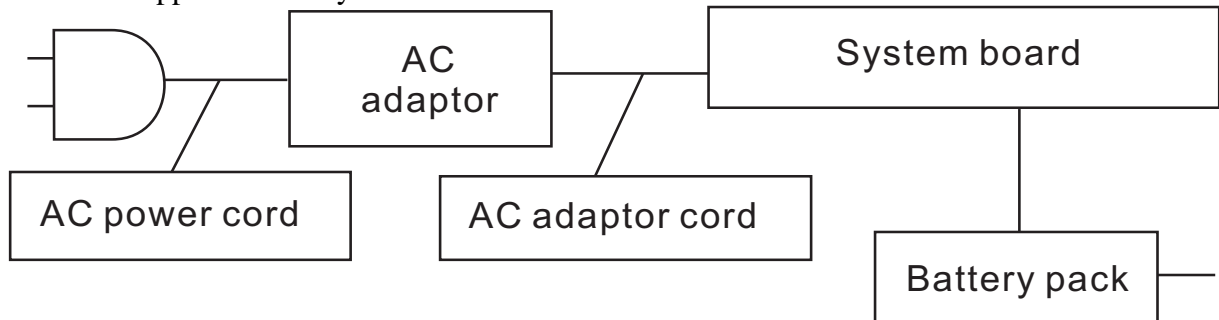 AC
adaptor
System board
AC power cord
AC adaptor cord
Battery pack